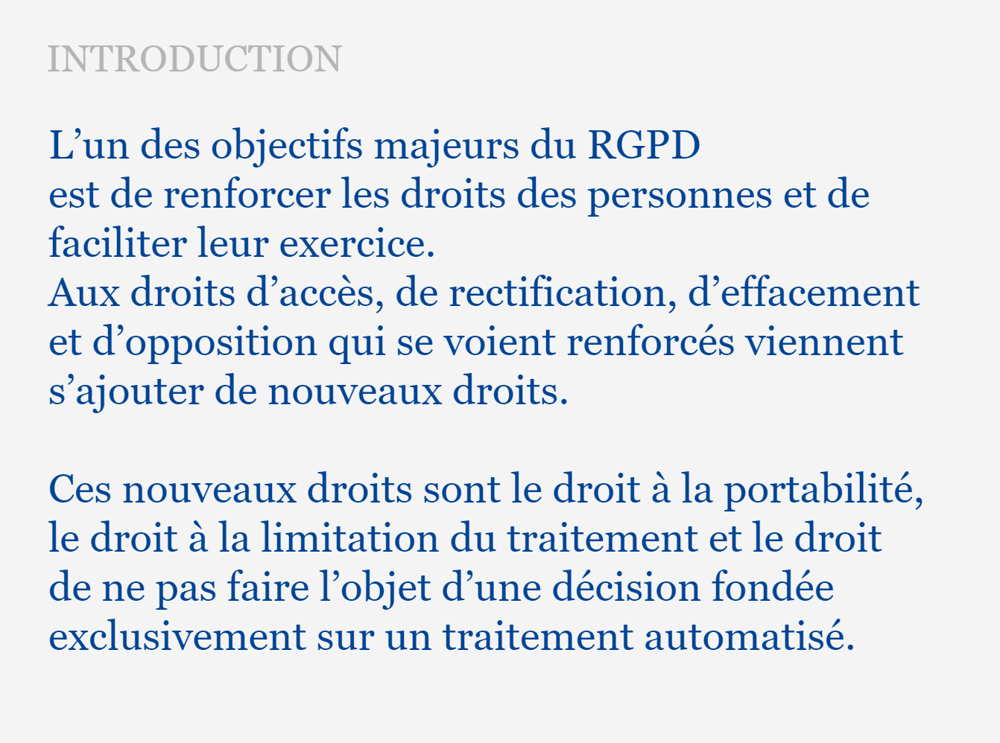 INTRODUCTION
L’un des objectifs majeurs du RGPD
est de renforcer les droits des personnes et de
faciliter leur exercice.
Aux droits d’accès, de rectification, d’effacement
et d’opposition qui se voient renforcés viennent
s’ajouter de nouveaux droits.
Ces nouveaux droits sont le droit à la portabilité,
le droit à la limitation du traitement et le droit
de ne pas faire l’objet d’une décision fondée
exclusivement sur un traitement automatisé.